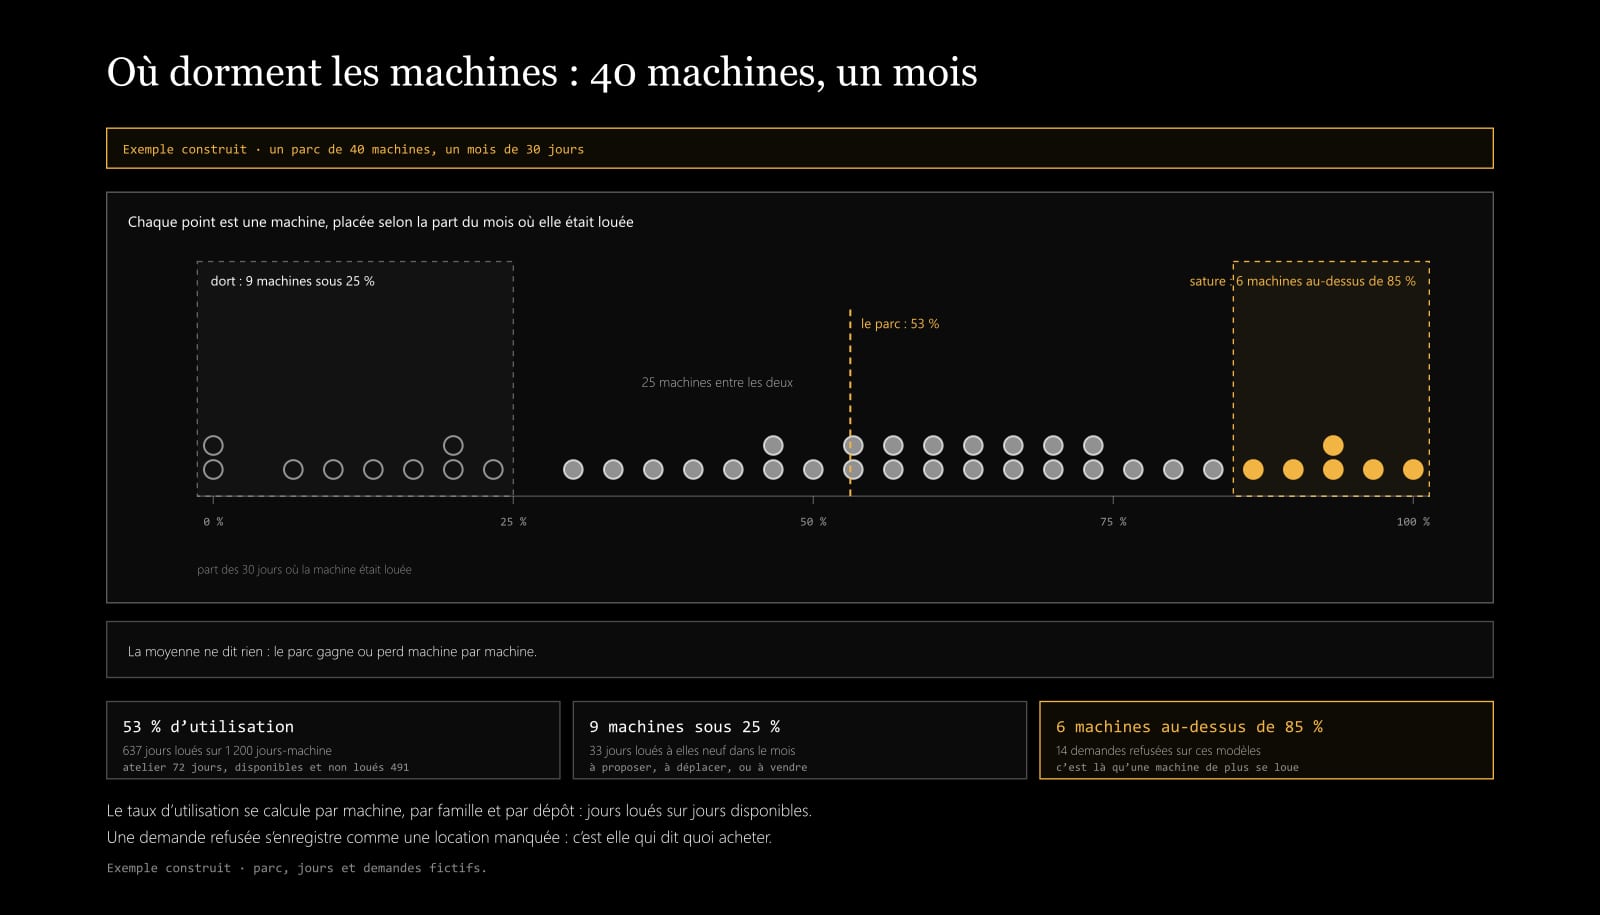 Où dorment les machines : 40 machines, un mois
Exemple construit · un parc de 40 machines, un mois de 30 jours
Chaque point est une machine, placée selon la part du mois où elle était louée
dort : 9 machines sous 25 %
sature : 6 machines au-dessus de 85 %
le parc : 53 %
25 machines entre les deux
0 %
25 %
50 %
75 %
100 %
part des 30 jours où la machine était louée
La moyenne ne dit rien : le parc gagne ou perd machine par machine.
53 % d’utilisation
637 jours loués sur 1 200 jours-machine
atelier 72 jours, disponibles et non loués 491
9 machines sous 25 %
33 jours loués à elles neuf dans le mois
à proposer, à déplacer, ou à vendre
6 machines au-dessus de 85 %
14 demandes refusées sur ces modèles
c’est là qu’une machine de plus se loue
Le taux d’utilisation se calcule par machine, par famille et par dépôt : jours loués sur jours disponibles.
Une demande refusée s’enregistre comme une location manquée : c’est elle qui dit quoi acheter.
Exemple construit · parc, jours et demandes fictifs.